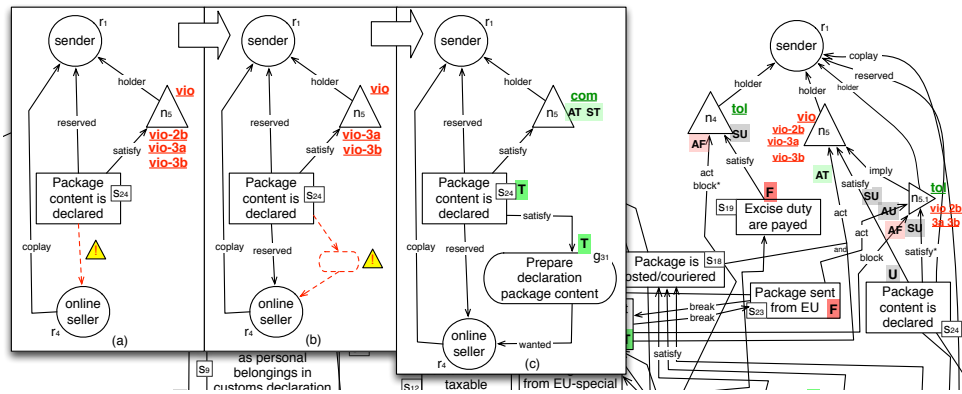 r1
sender
holder
vio
n5
reserved
satisfy
vio-2b
vio-3a
vio-3b
Package
content is
declared
S24
coplay
online
seller
r4
(a)
r1
sender
holder
vio
n5
reserved
satisfy
vio-3a
vio-3b
Package
content is
declared
S24
coplay
reserved
online
seller
r4
(b)
r1
sender
holder
com
AT ST
n5
reserved
satisfy
S24
T
Package
content is
declared
satisfy
T
g31
coplay
reserved
Prepare
declaration
package content
online
seller
wanted
r4
(c)
r1
sender
coplay
reserved
holder
holder
holder
tol
n4
SU
AF
vio
vio-2b
vio-3a
vio-3b
n5
AT
act
block*
satisfy
satisfy
SU
imply
tol
n5.1
vio 2b
3a 3b
AU
AF
SU
F
S19
Excise duty
are payed
act
act
and
block
satisfy*
S18
Package is
osted/couriered
U
break
break
Package sent
from EU
S23
F
Package
content is
declared
S24
satisfy
T
S9
as personal
belongings in
customs declaration
S12
taxable
from EU-special